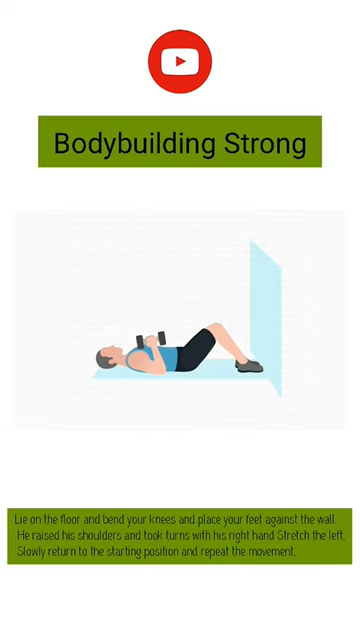 Bodybuilding Strong
Lie on the floor and bend your knees and place your feet against the wall.
He raised his shoulders and took turns with his right hand Stretch the left.
Slowly return to the starting position and repeat the movement.